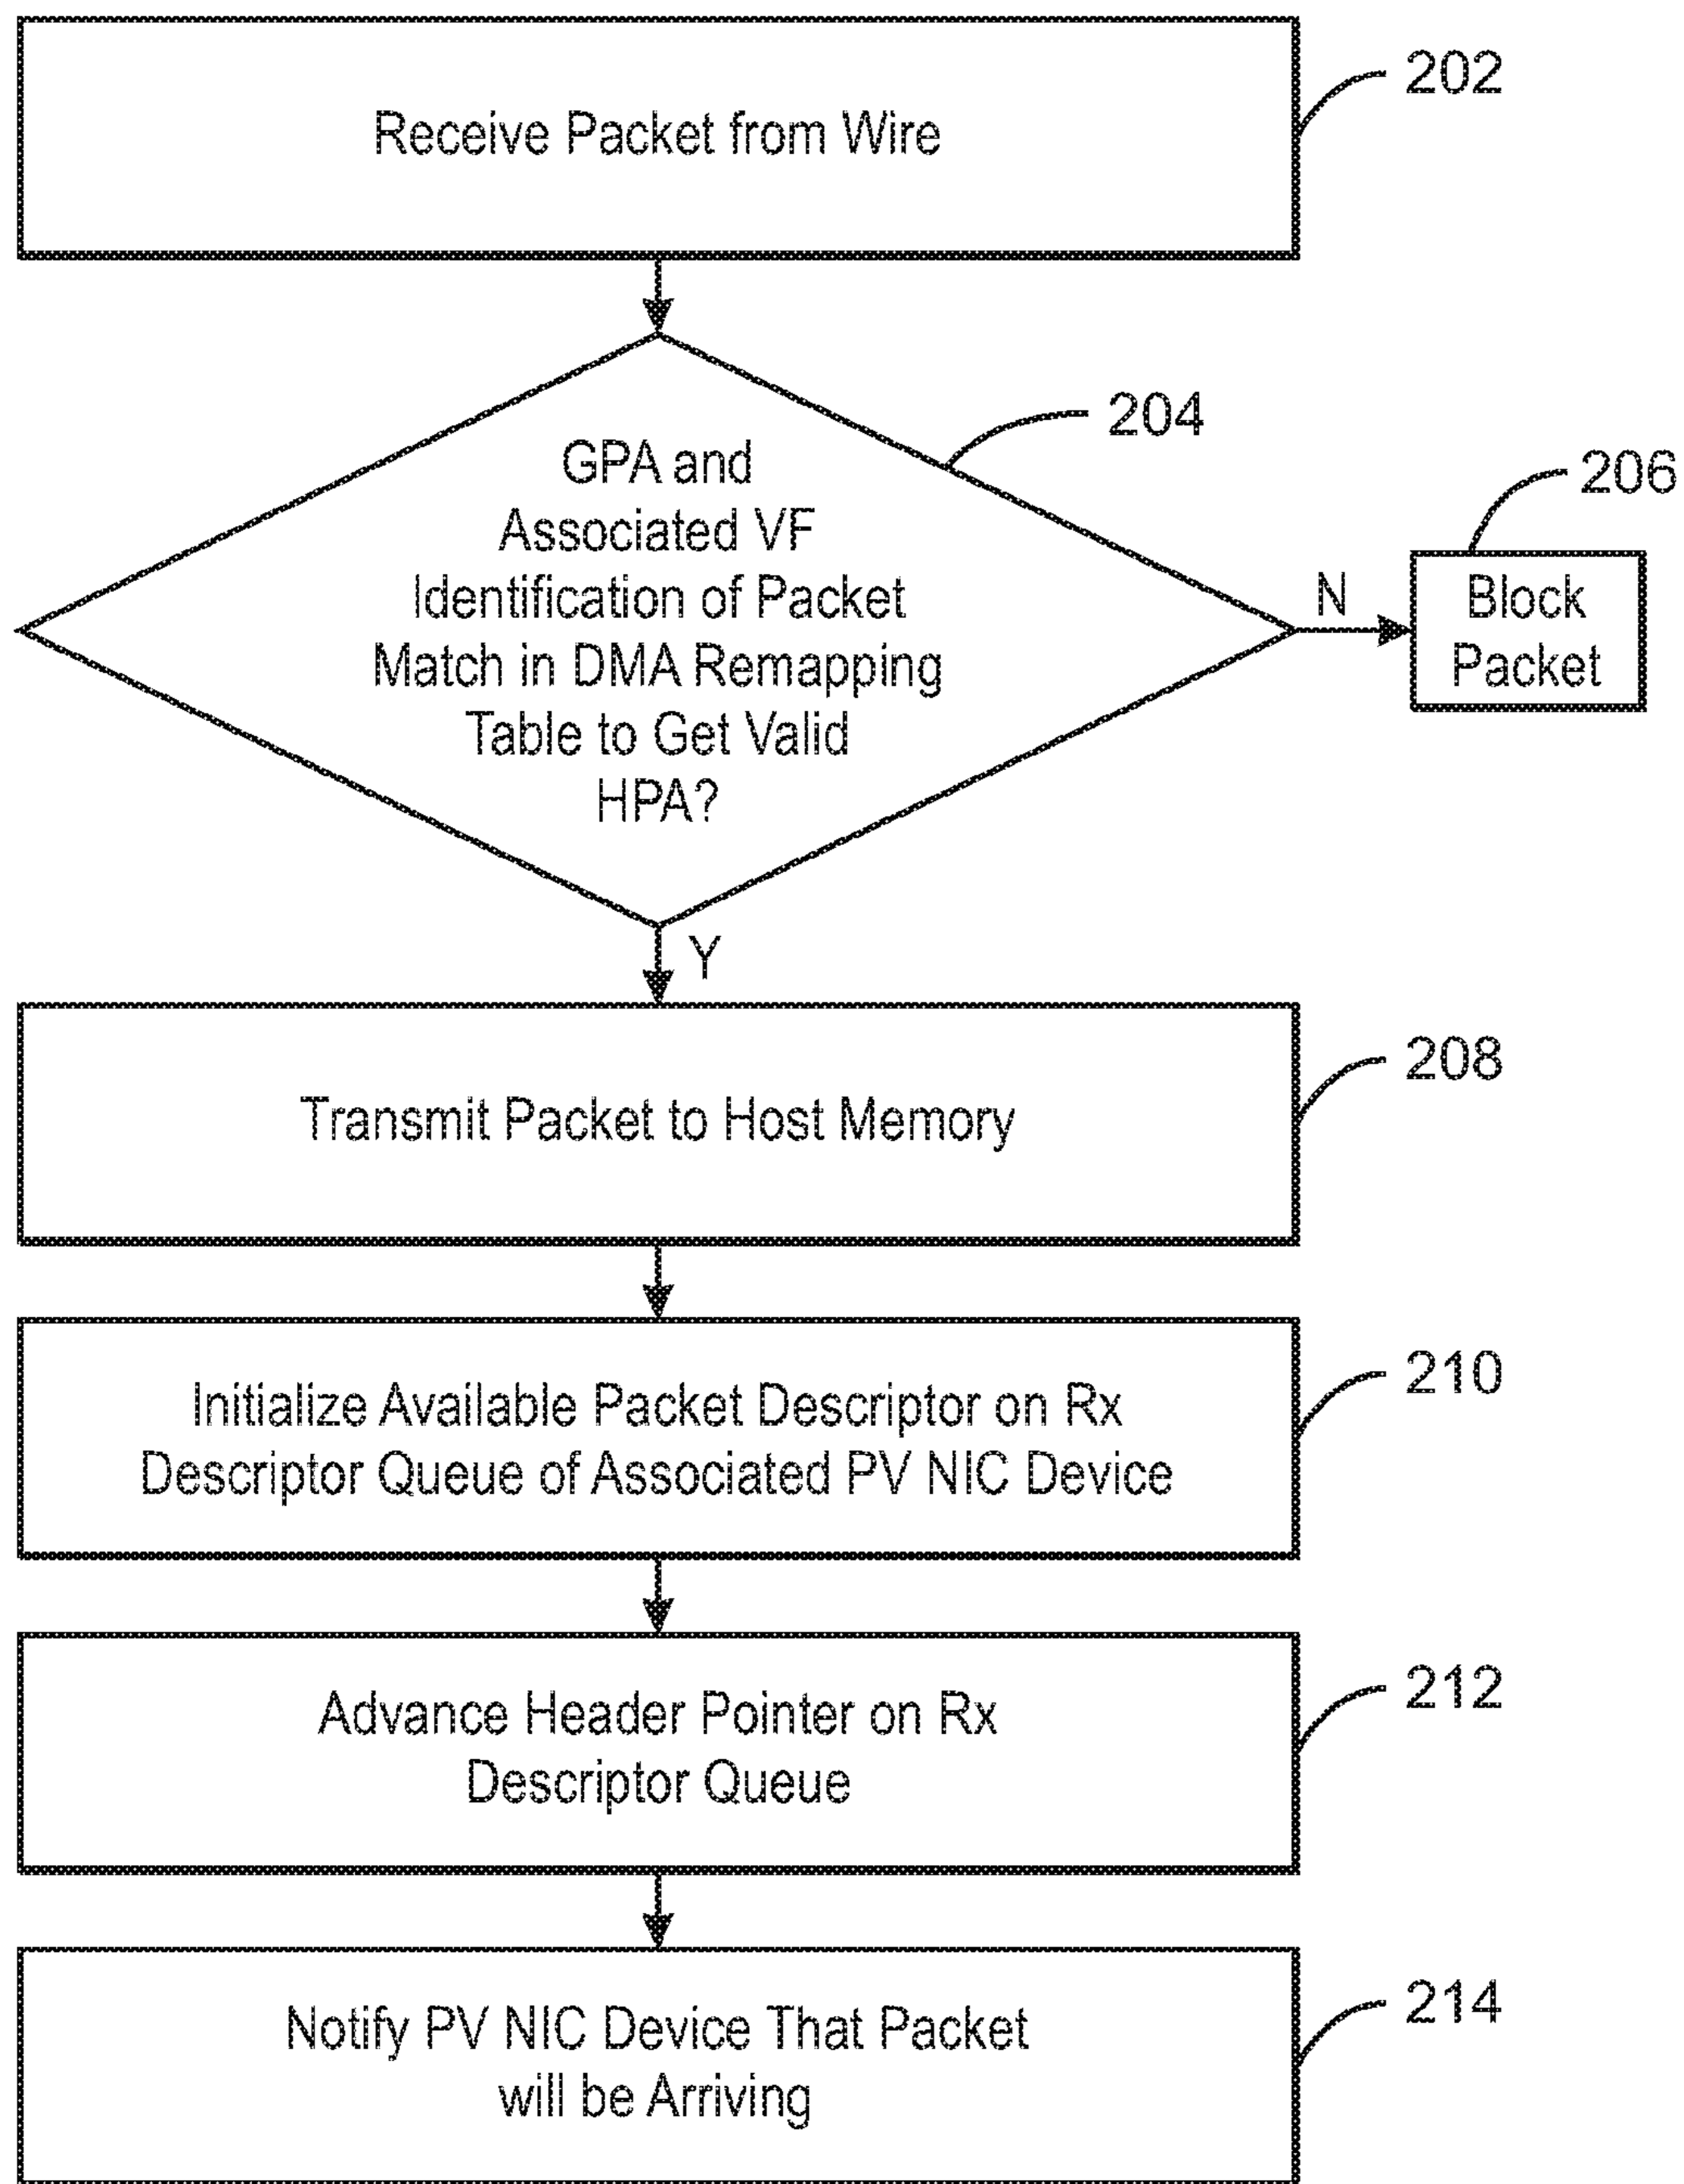 Receive Packet from Wire
202
GPA and
Associated VF
Identification of Packet
Match in DMA Remapping
Table to Get Valid
HPA?
204
N
206
Block
Packet
Y
Transmit Packet to Host Memory
208
Initialize Available Packet Descriptor on Rx
Descriptor Queue of Associated PV NIC Device
210
Advance Header Pointer on Rx
Descriptor Queue
212
Notify PV NIC Device That Packet
will be Arriving
214